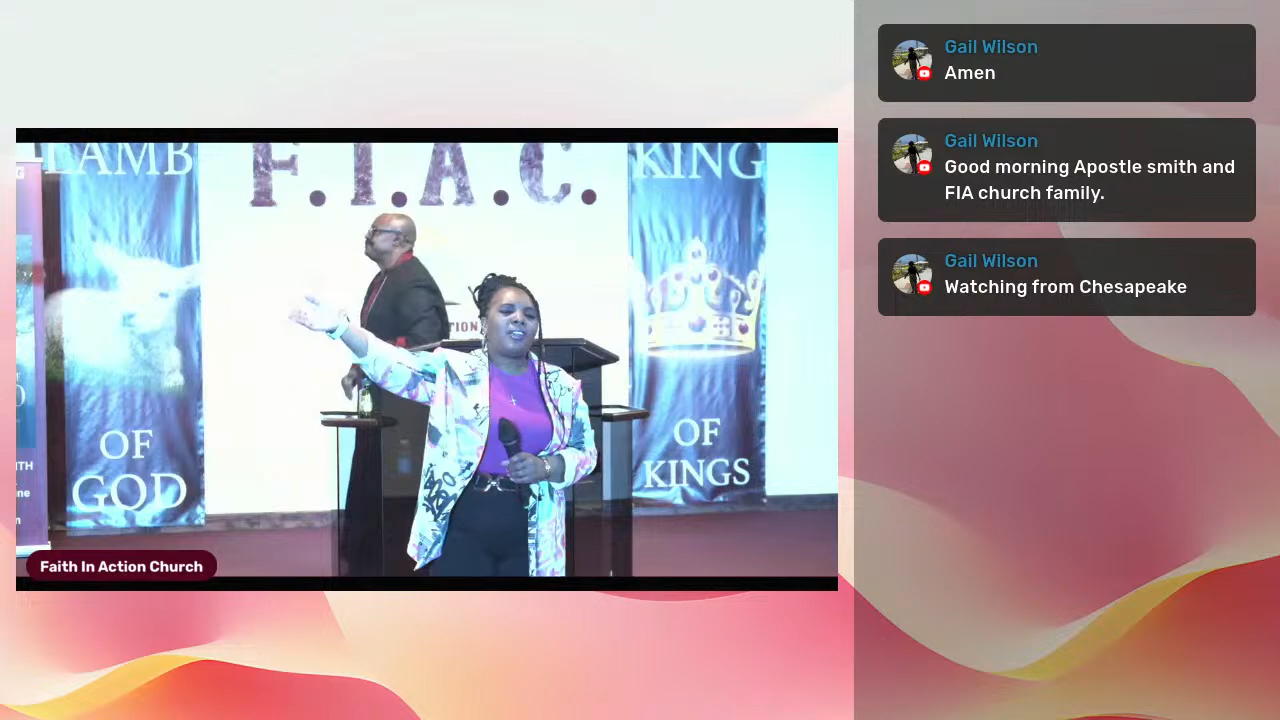 LAMB
OF
GOD
F.I.A.C.
KING
OF
KINGS
Faith In Action Church
Gail Wilson
Amen
Gail Wilson
Good morning Apostle smith and
FIA church family.
Gail Wilson
Watching from Chesapeake